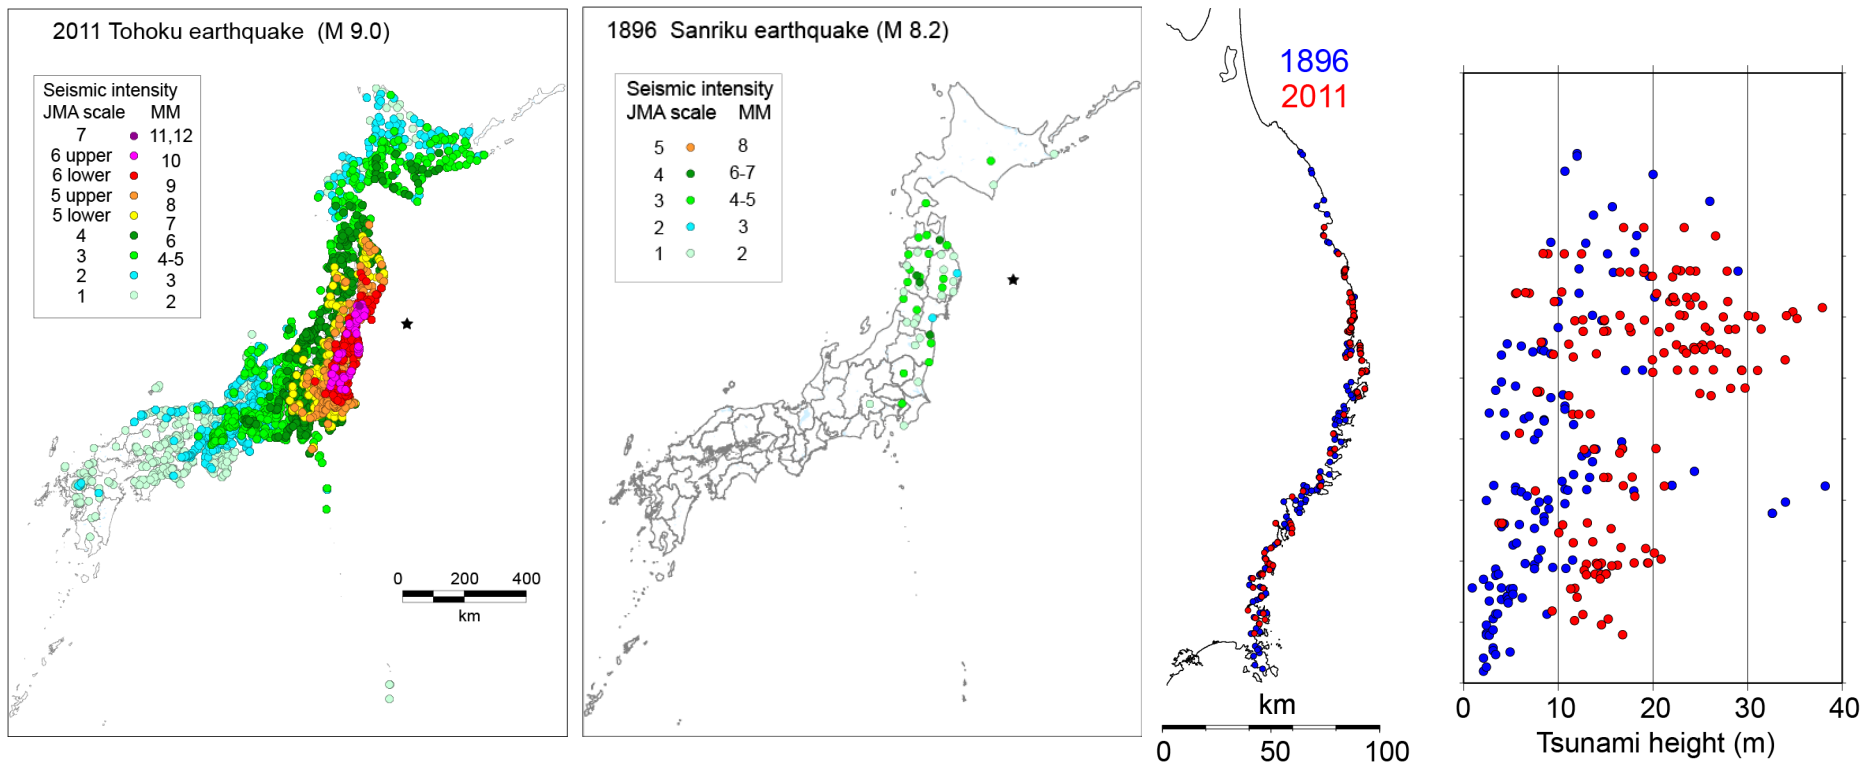 2011 Tohoku earthquake (M 9.0)
Seismic intensity
JMA scale MM
7 11,12
6 upper 10
6 lower 9
5 upper 8
5 lower 7
4 6
3 4-5
2 3
1 2
0 200 400
km
1896 Sanriku earthquake (M 8.2)
Seismic intensity
JMA scale MM
5 8
4 6-7
3 4-5
2 3
1 2
1896
2011
km
0 50 100
0 10 20 30 40
Tsunami height (m)